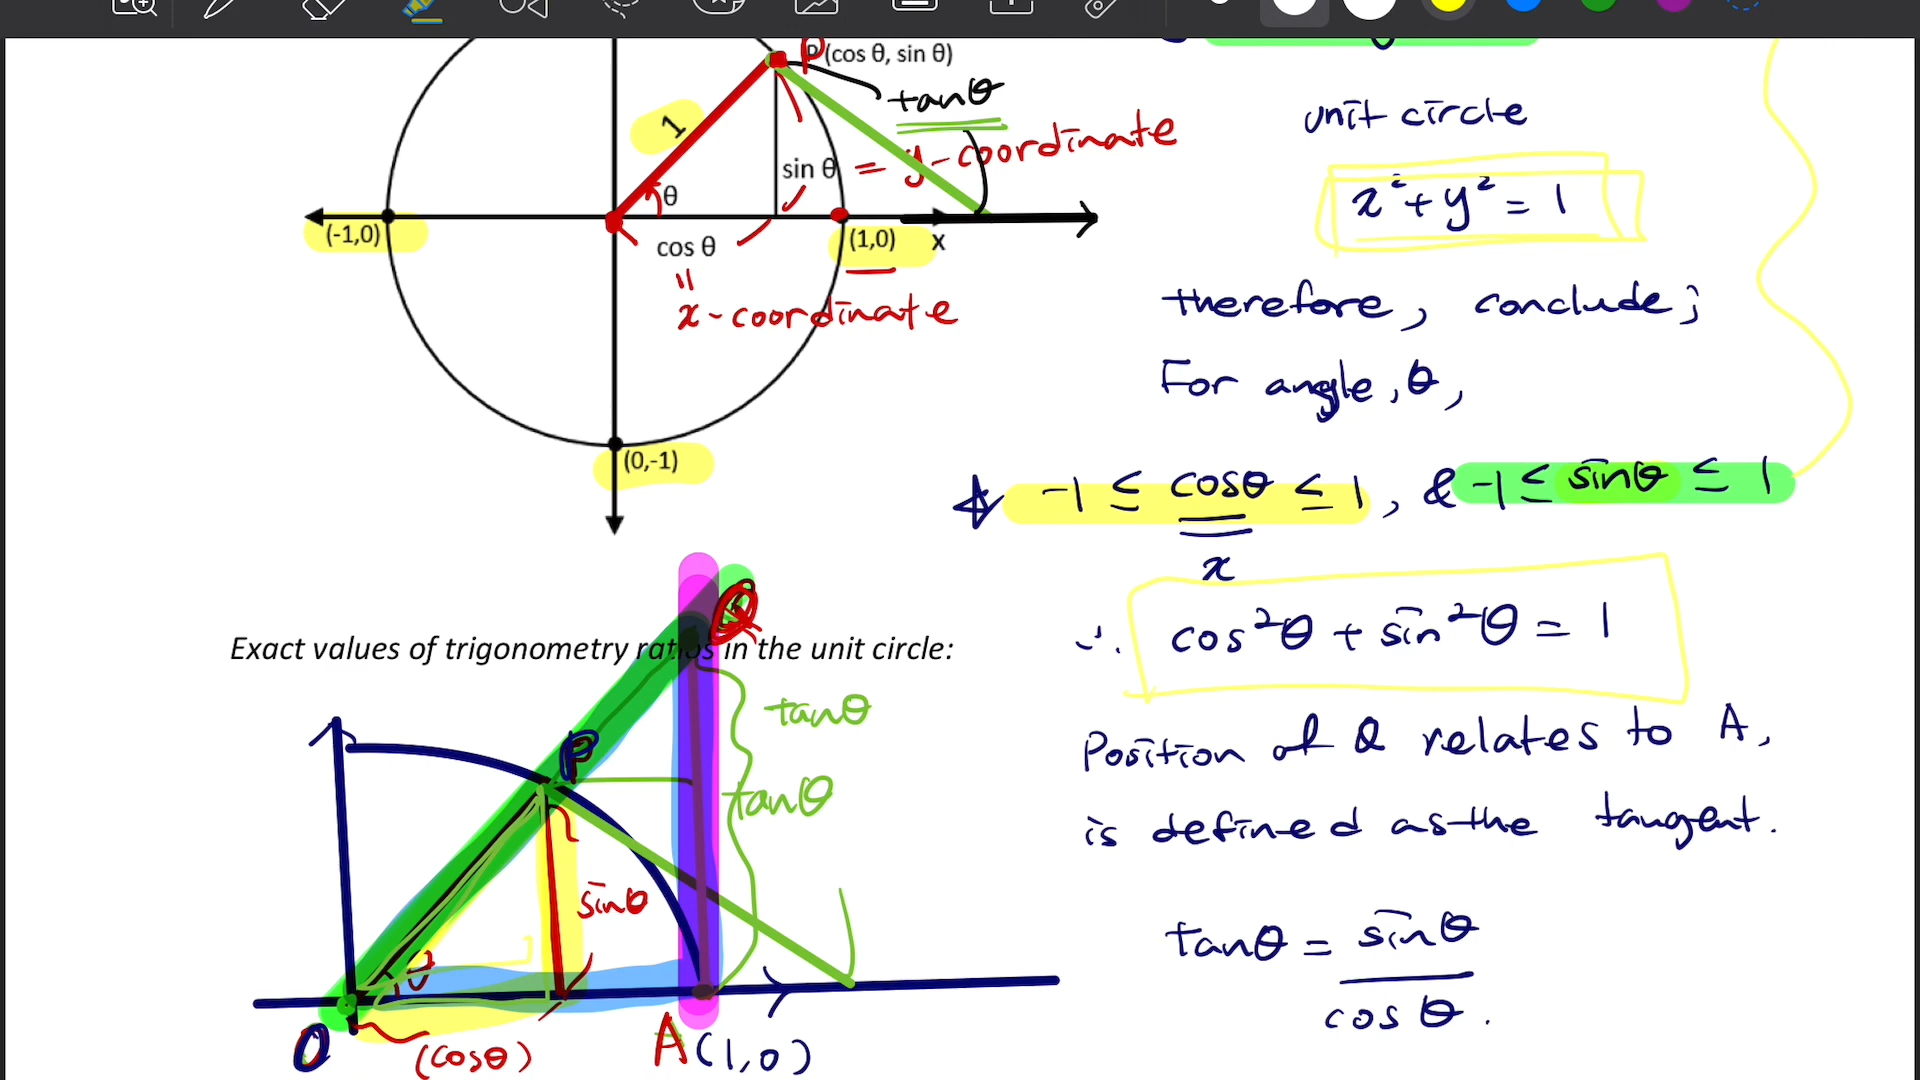 P(cos θ, sin θ)
tanθ
1
sin θ = y-coordinate
θ
(-1,0)
cos θ
(1,0)
x
=
x-coordinate
(0,-1)
unit circle
x²+y²=1
therefore, conclude;
For angle, θ,
-1 ≤ cosθ ≤ 1, & -1 ≤ sinθ ≤ 1
x
∴ cos²θ + sin²θ = 1
Position of Q relates to A,
is defined as the tangent.
tanθ = sinθ
cosθ.
Exact values of trigonometry ratios in the unit circle:
Q
tanθ
P
tanθ
sinθ
θ
O
(cosθ)
A(1,0)